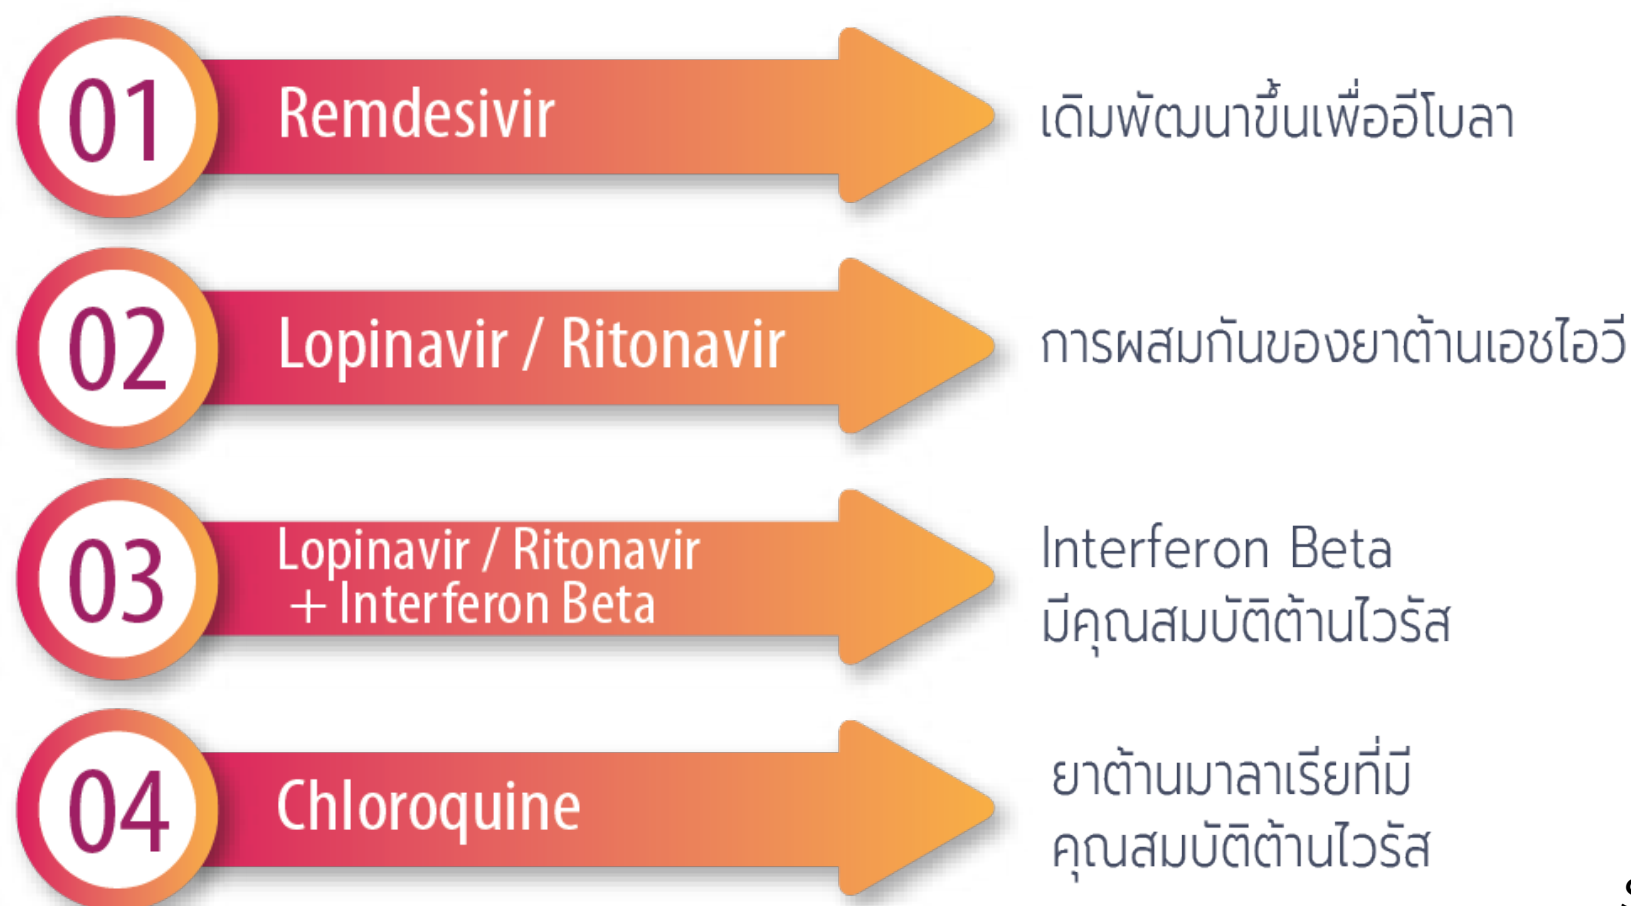 01 Remdesivir เดิมพัฒนาขึ้นเพื่ออีโบลา
02 Lopinavir / Ritonavir การผสมกันของยาต้านเอชไอวี
03
Lopinavir / Ritonavir
+ Interferon Beta
Interferon Beta
มีคุณสมบัติต้านไวรัส
04 Chloroquine
ยาต้านมาลาเรียที่มี
คุณสมบัติต้านไวรัส